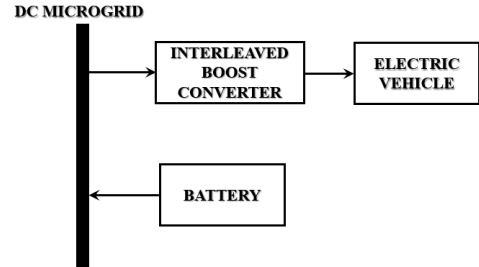 DC MICROGRID
INTERLEAVED
BOOST
CONVERTER
ELECTRIC
VEHICLE
BATTERY